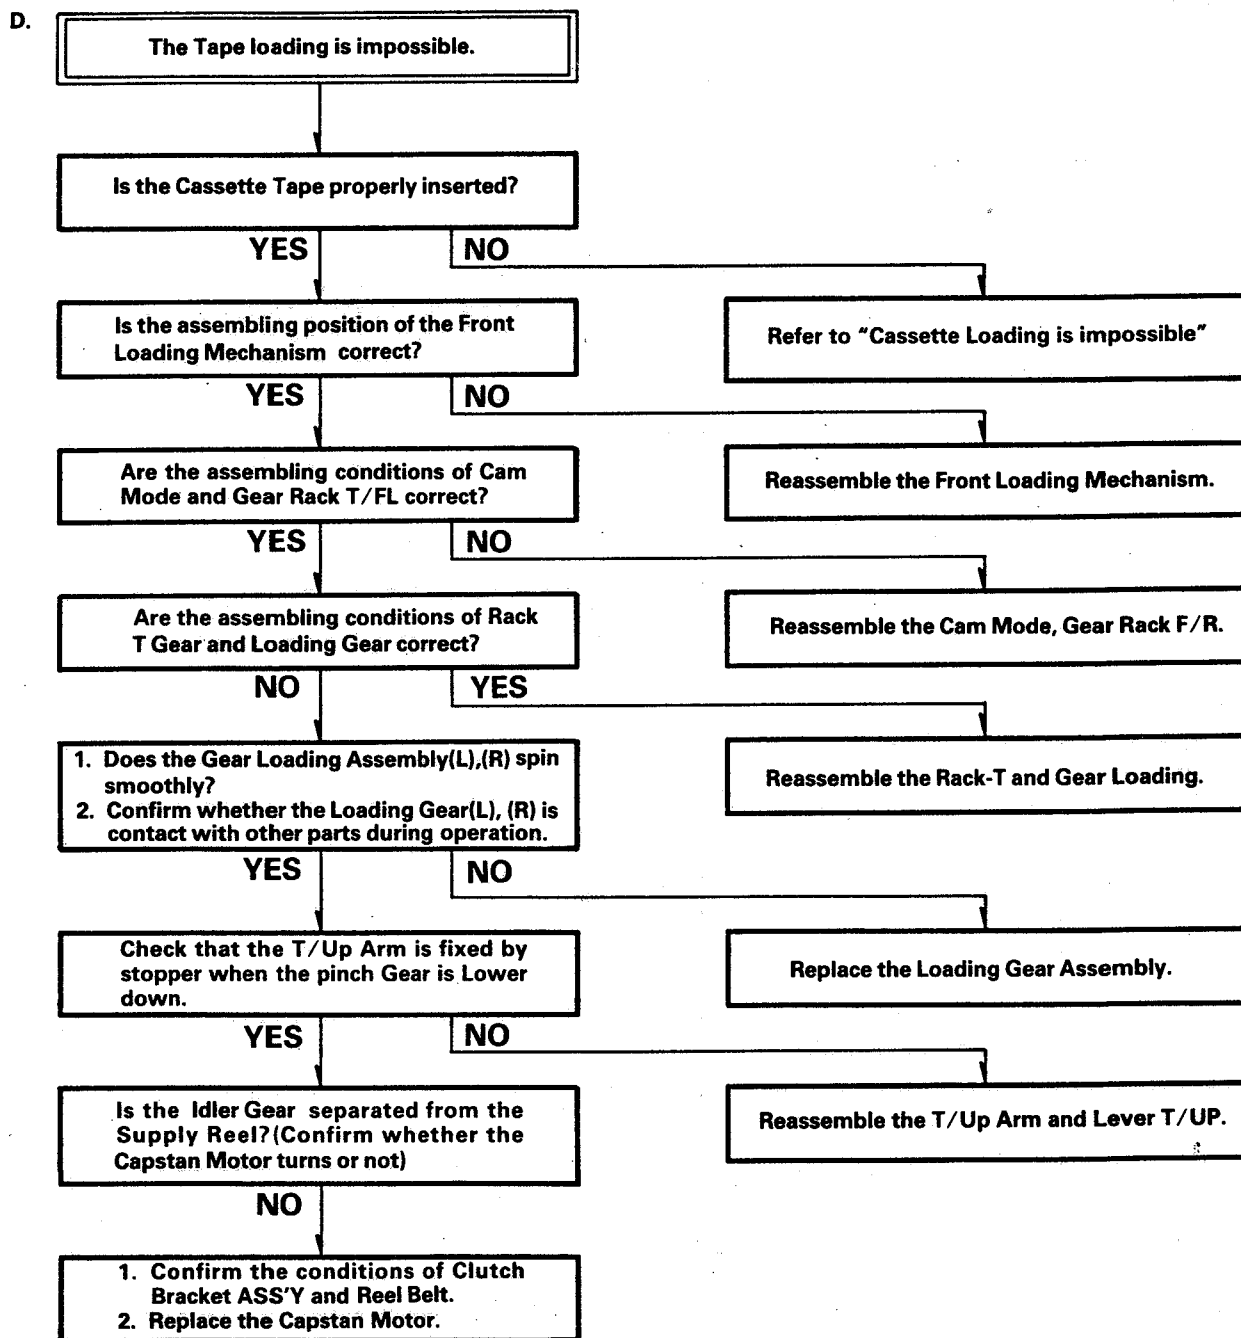 D.
The Tape loading is impossible.
Is the Cassette Tape properly inserted?
YES
NO
Is the assembling position of the Front
Loading Mechanism correct?
Refer to "Cassette Loading is impossible"
YES
NO
Are the assembling conditions of Cam
Mode and Gear Rack T/FL correct?
Reassemble the Front Loading Mechanism.
YES
NO
Are the assembling conditions of Rack
T Gear and Loading Gear correct?
Reassemble the Cam Mode, Gear Rack F/R.
NO
YES
1. Does the Gear Loading Assembly(L),(R) spin
smoothly?
2. Confirm whether the Loading Gear(L), (R) is
contact with other parts during operation.
Reassemble the Rack-T and Gear Loading.
YES
NO
Check that the T/Up Arm is fixed by
stopper when the pinch Gear is Lower
down.
Replace the Loading Gear Assembly.
YES
NO
Is the Idler Gear separated from the
Supply Reel?(Confirm whether the
Capstan Motor turns or not)
Reassemble the T/Up Arm and Lever T/UP.
NO
1. Confirm the conditions of Clutch
Bracket ASS'Y and Reel Belt.
2. Replace the Capstan Motor.